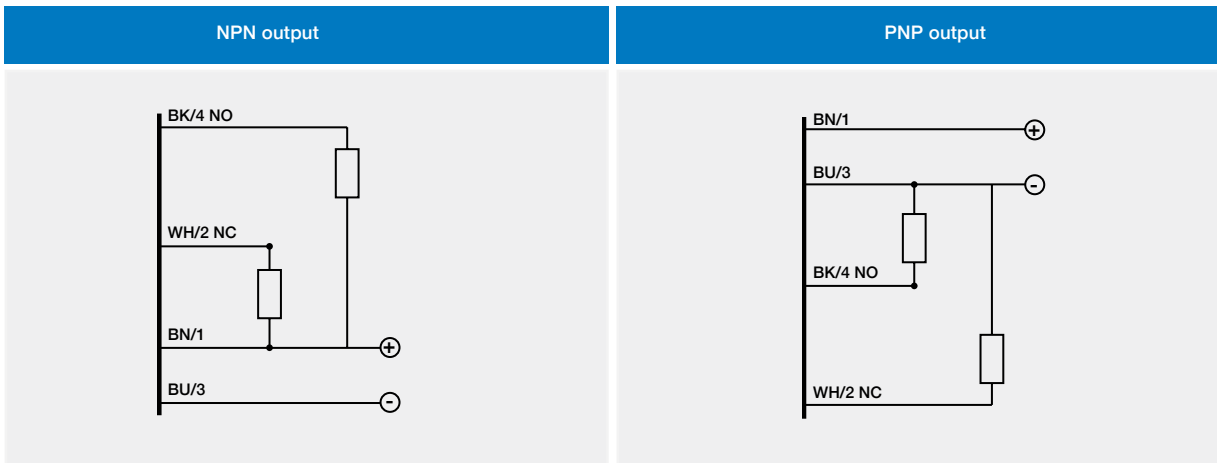 NPN output
BK/4 NO
WH/2 NC
BN/1
+
BU/3
-
PNP output
BN/1
+
BU/3
-
BK/4 NO
WH/2 NC